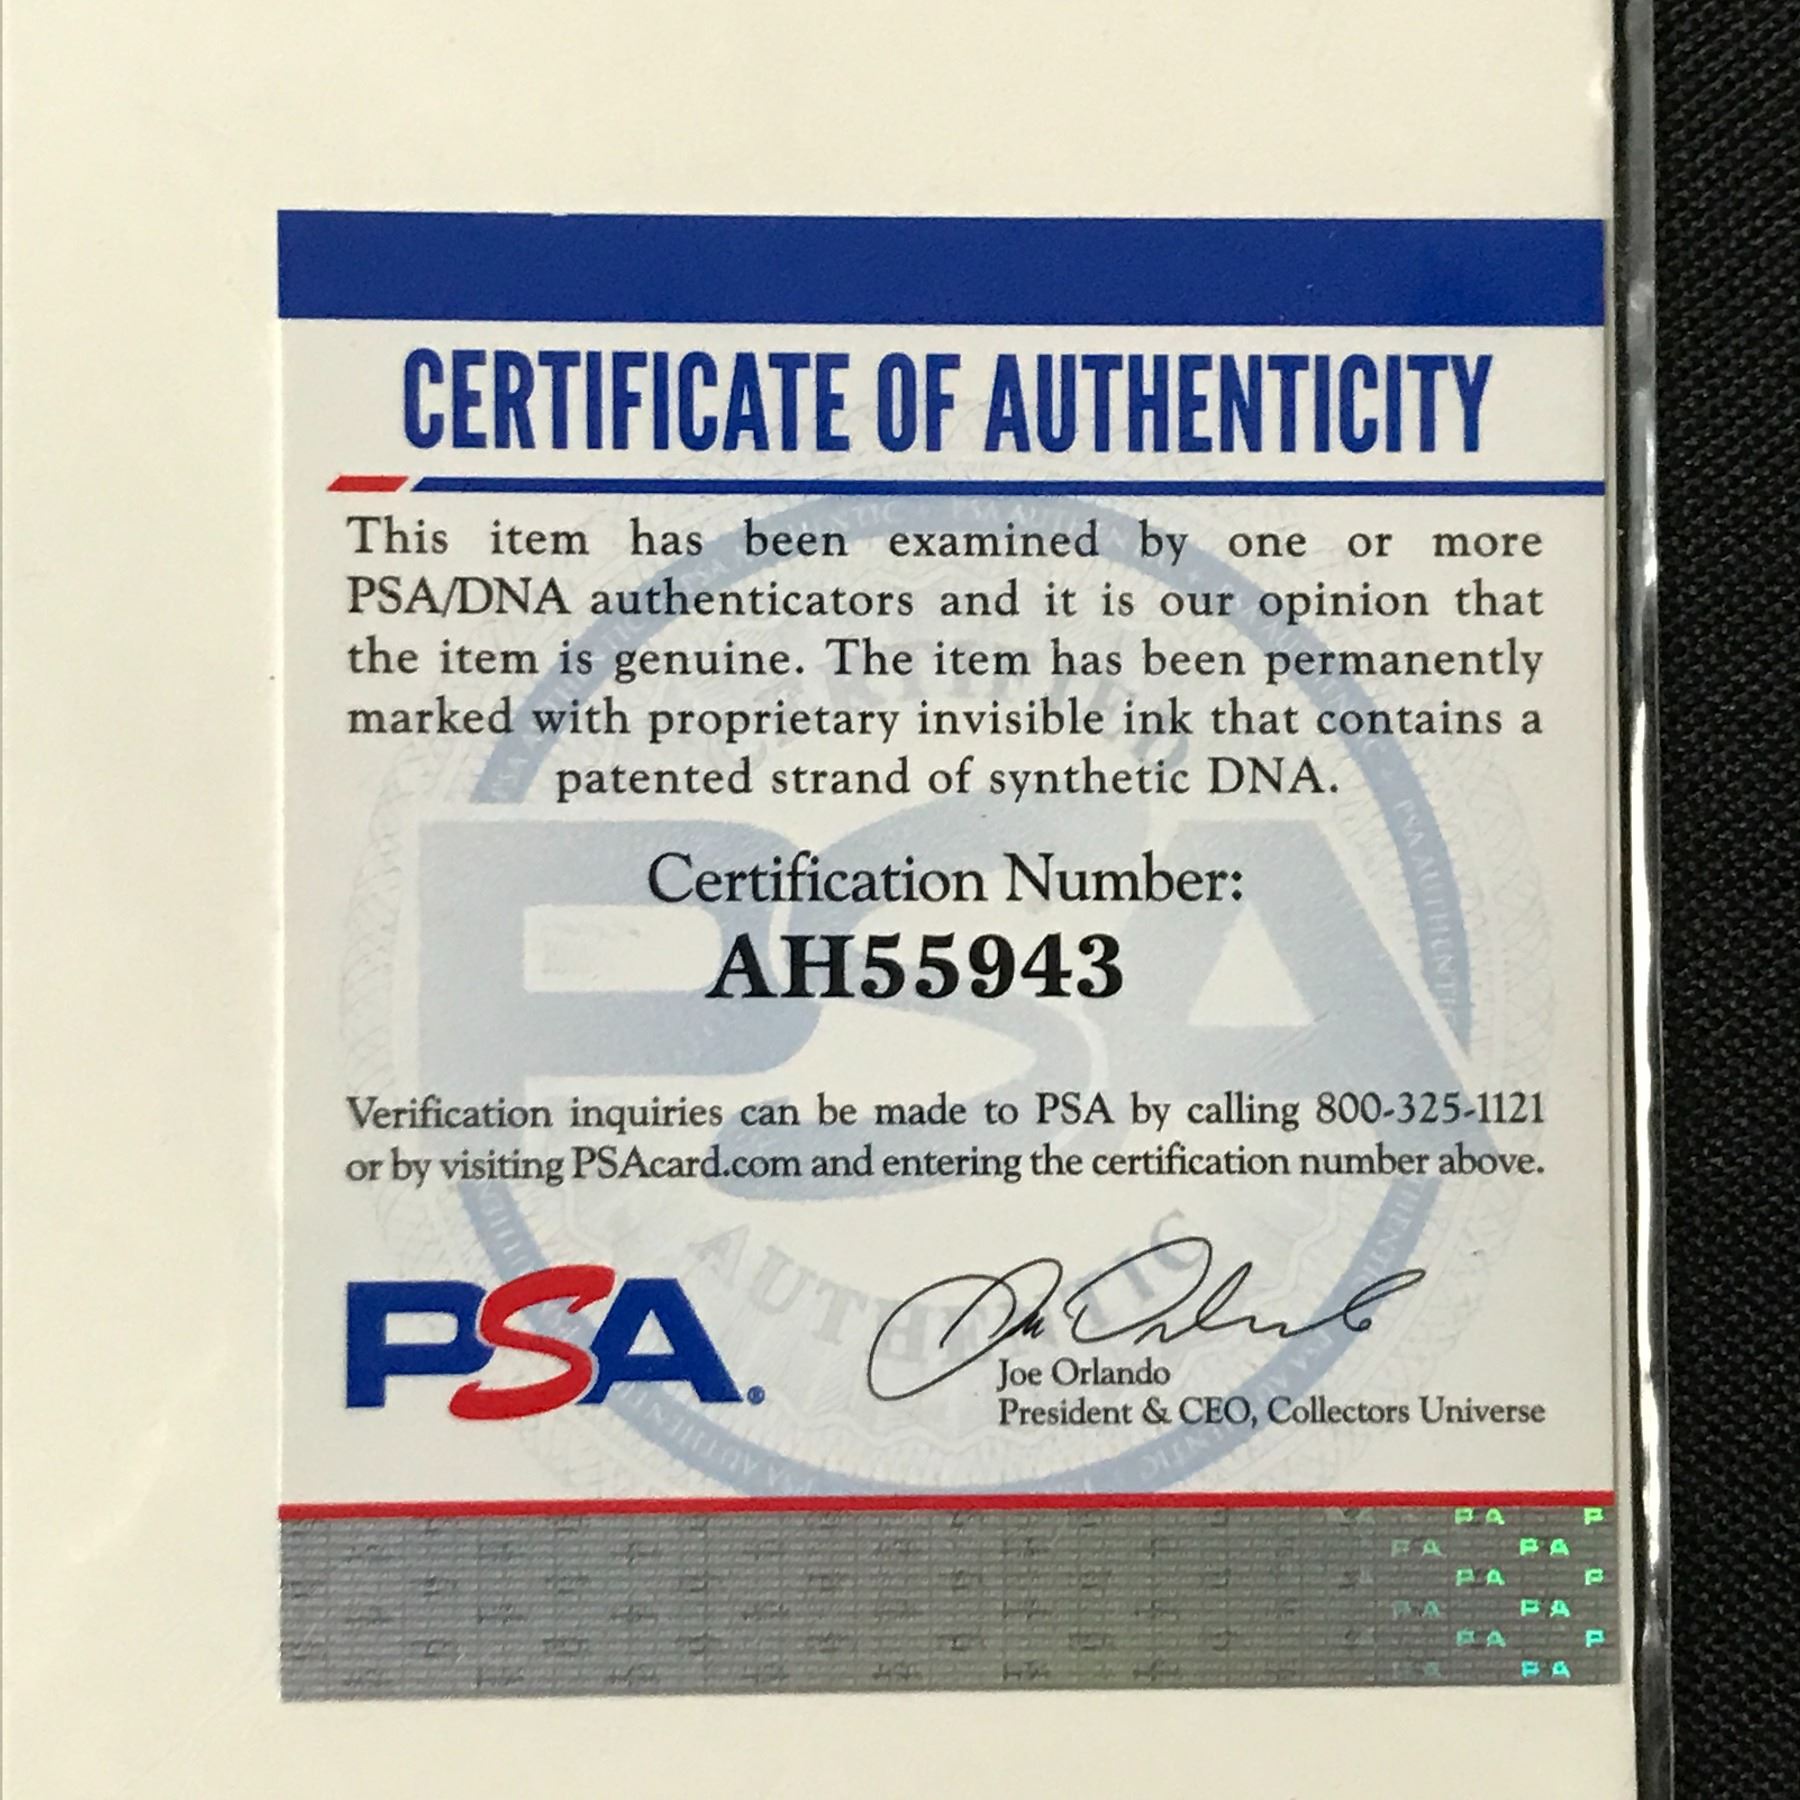 CERTIFICATE OF AUTHENTICITY
This item has been examined by one or more
PSA/DNA authenticators and it is our opinion that
the item is genuine. The item has been permanently
marked with proprietary invisible ink that contains a
patented strand of synthetic DNA.
Certification Number:
AH55943
Verification inquiries can be made to PSA by calling 800-325-1121
or by visiting PSAcard.com and entering the certification number above.
PSA®
Joe Orlando
President & CEO, Collectors Universe